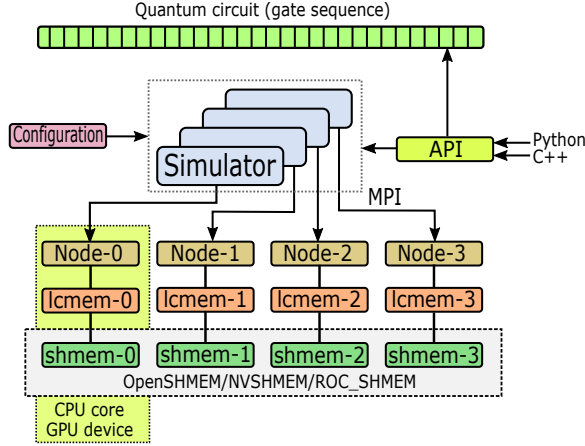 Quantum circuit (gate sequence)
Configuration
Simulator
API
Python
C++
MPI
Node-0
Node-1
Node-2
Node-3
lcmem-0
lcmem-1
lcmem-2
lcmem-3
shmem-0
shmem-1
shmem-2
shmem-3
OpenSHMEM/NVSHMEM/ROC_SHMEM
CPU core
GPU device